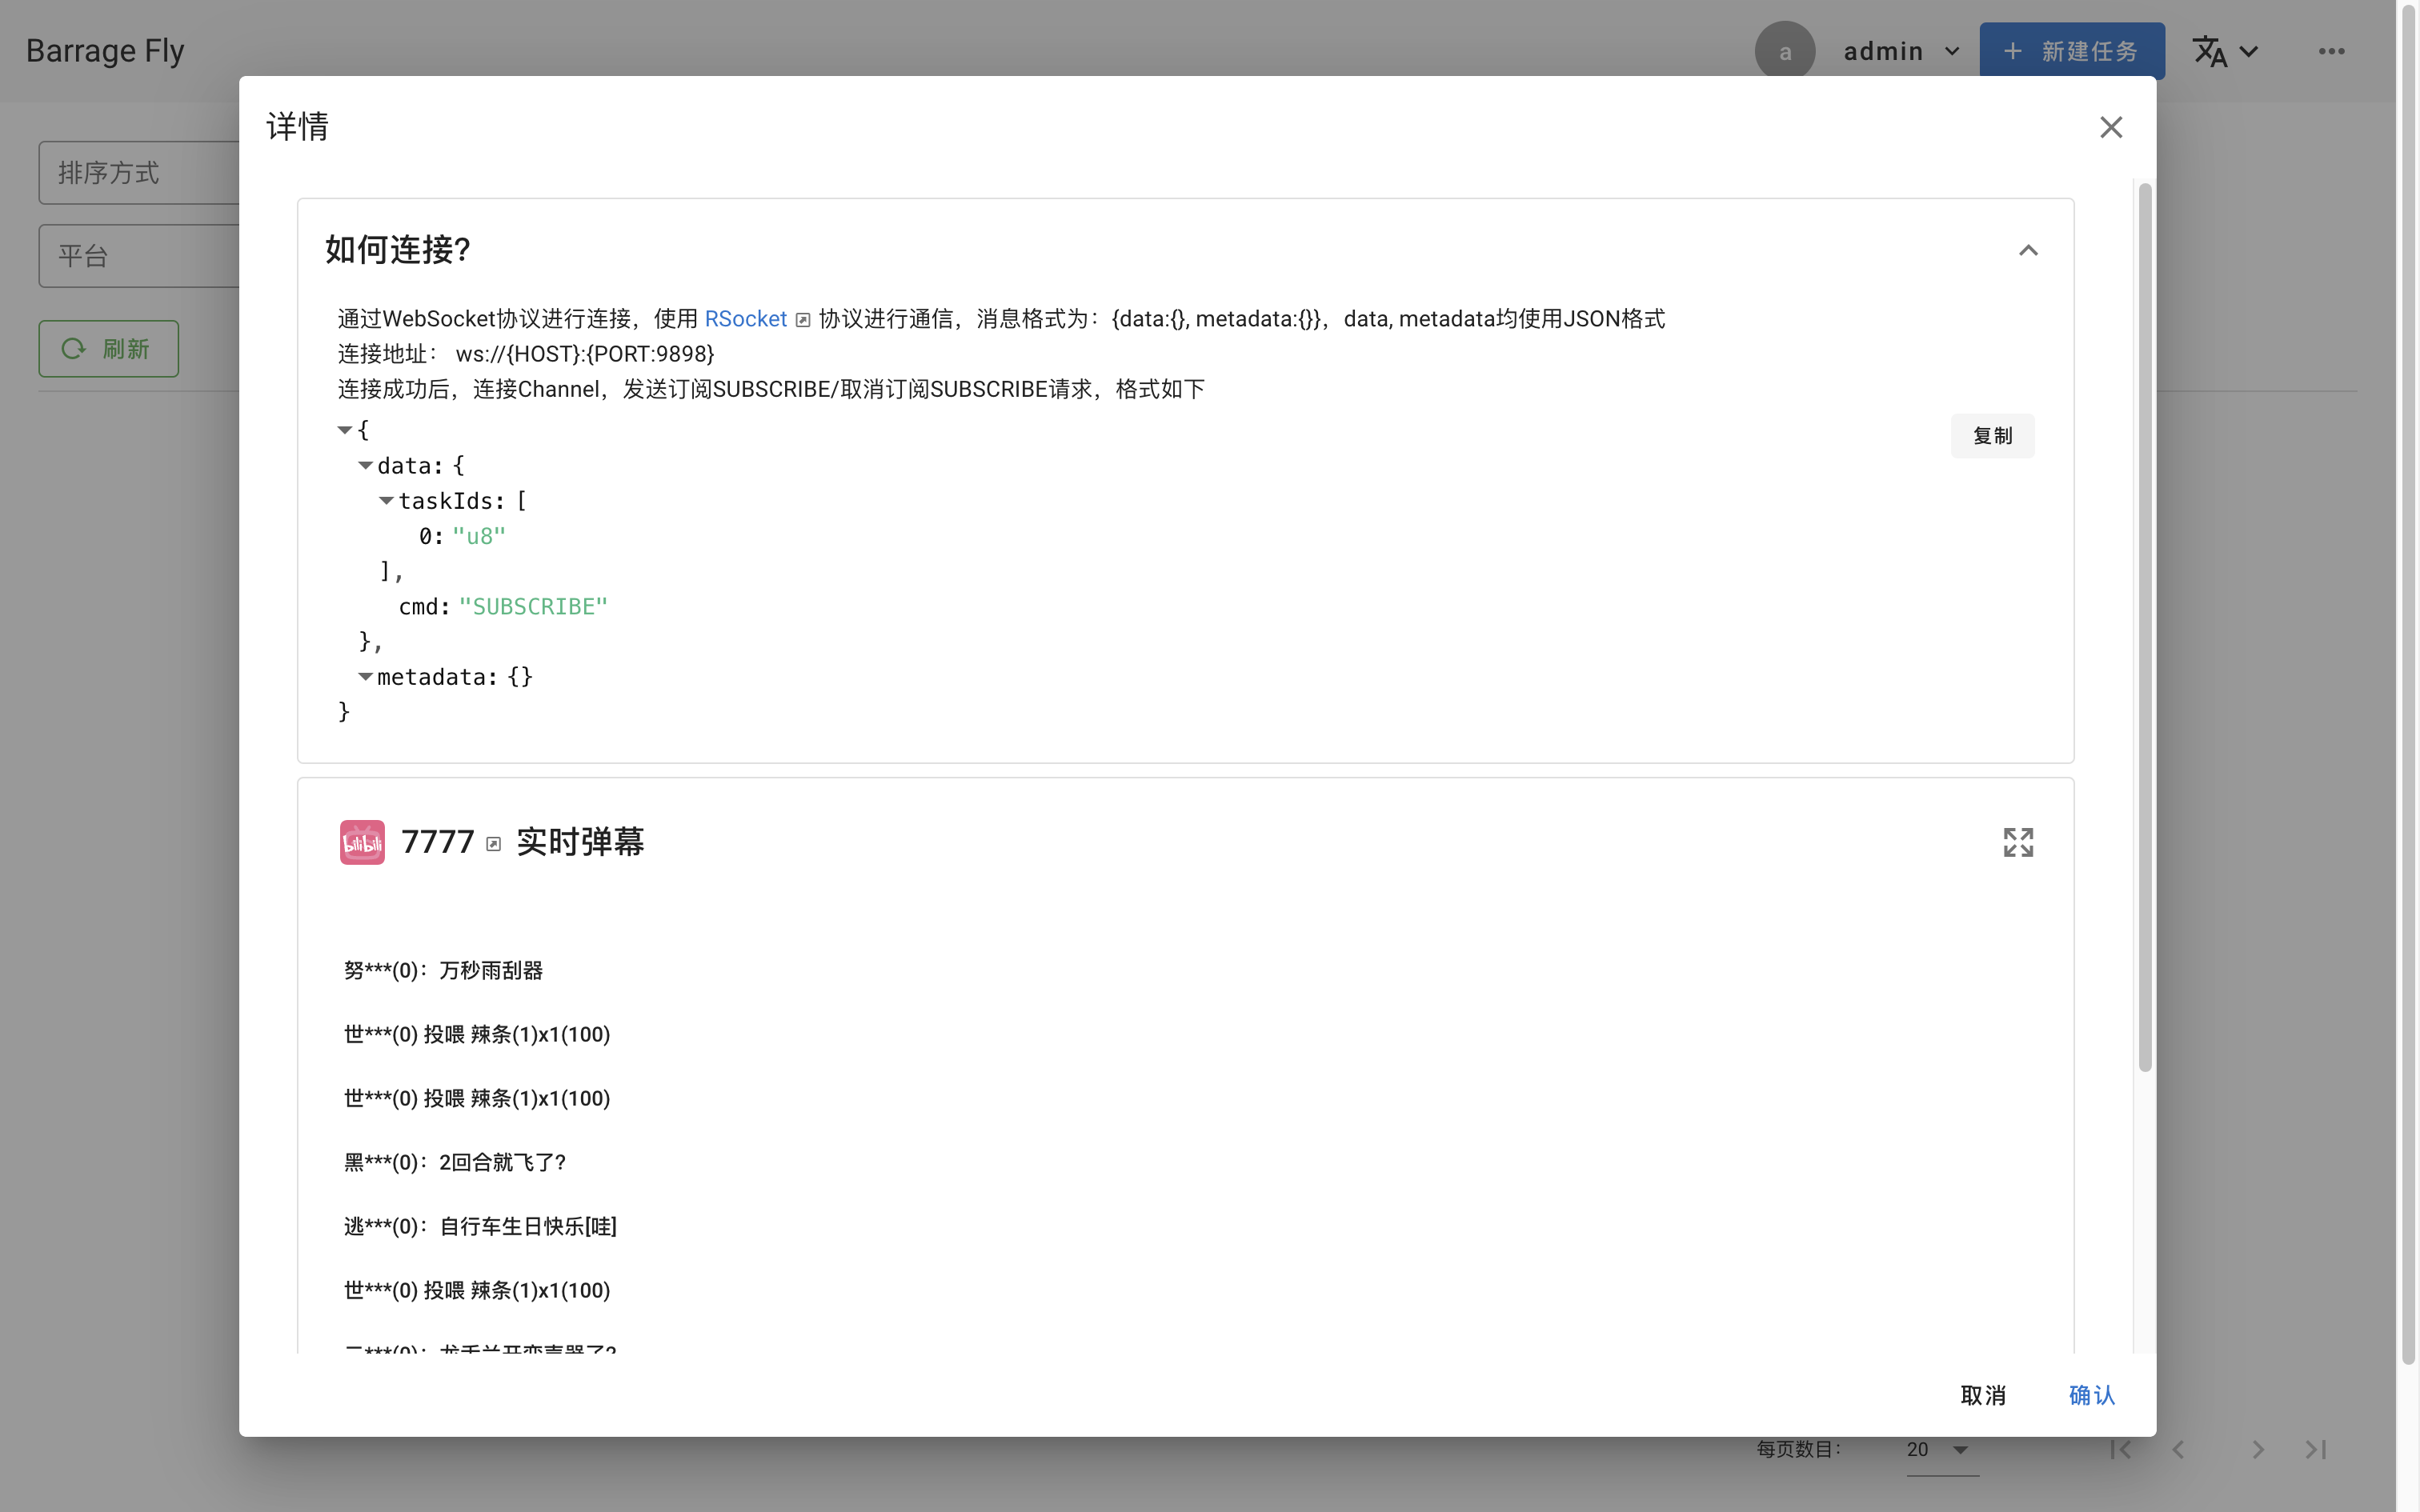 Barrage Fly
a admin 新建任务
详情
排序方式
平台
刷新
如何连接?
通过WebSocket协议进行连接，使用 RSocket 协议进行通信，消息格式为：{data:{}, metadata:{}}，data, metadata均使用JSON格式
连接地址： ws://{HOST}:{PORT:9898}
连接成功后，连接Channel，发送订阅SUBSCRIBE/取消订阅SUBSCRIBE请求，格式如下
复制
{
data: {
taskIds: [
0: "u8"
],
cmd: "SUBSCRIBE"
},
metadata: {}
}
bilibili 7777 实时弹幕
努***(0)：万秒雨刮器
世***(0) 投喂 辣条(1)x1(100)
世***(0) 投喂 辣条(1)x1(100)
黑***(0)：2回合就飞了?
逃***(0)：自行车生日快乐[哇]
世***(0) 投喂 辣条(1)x1(100)
取消 确认
每页数目： 20